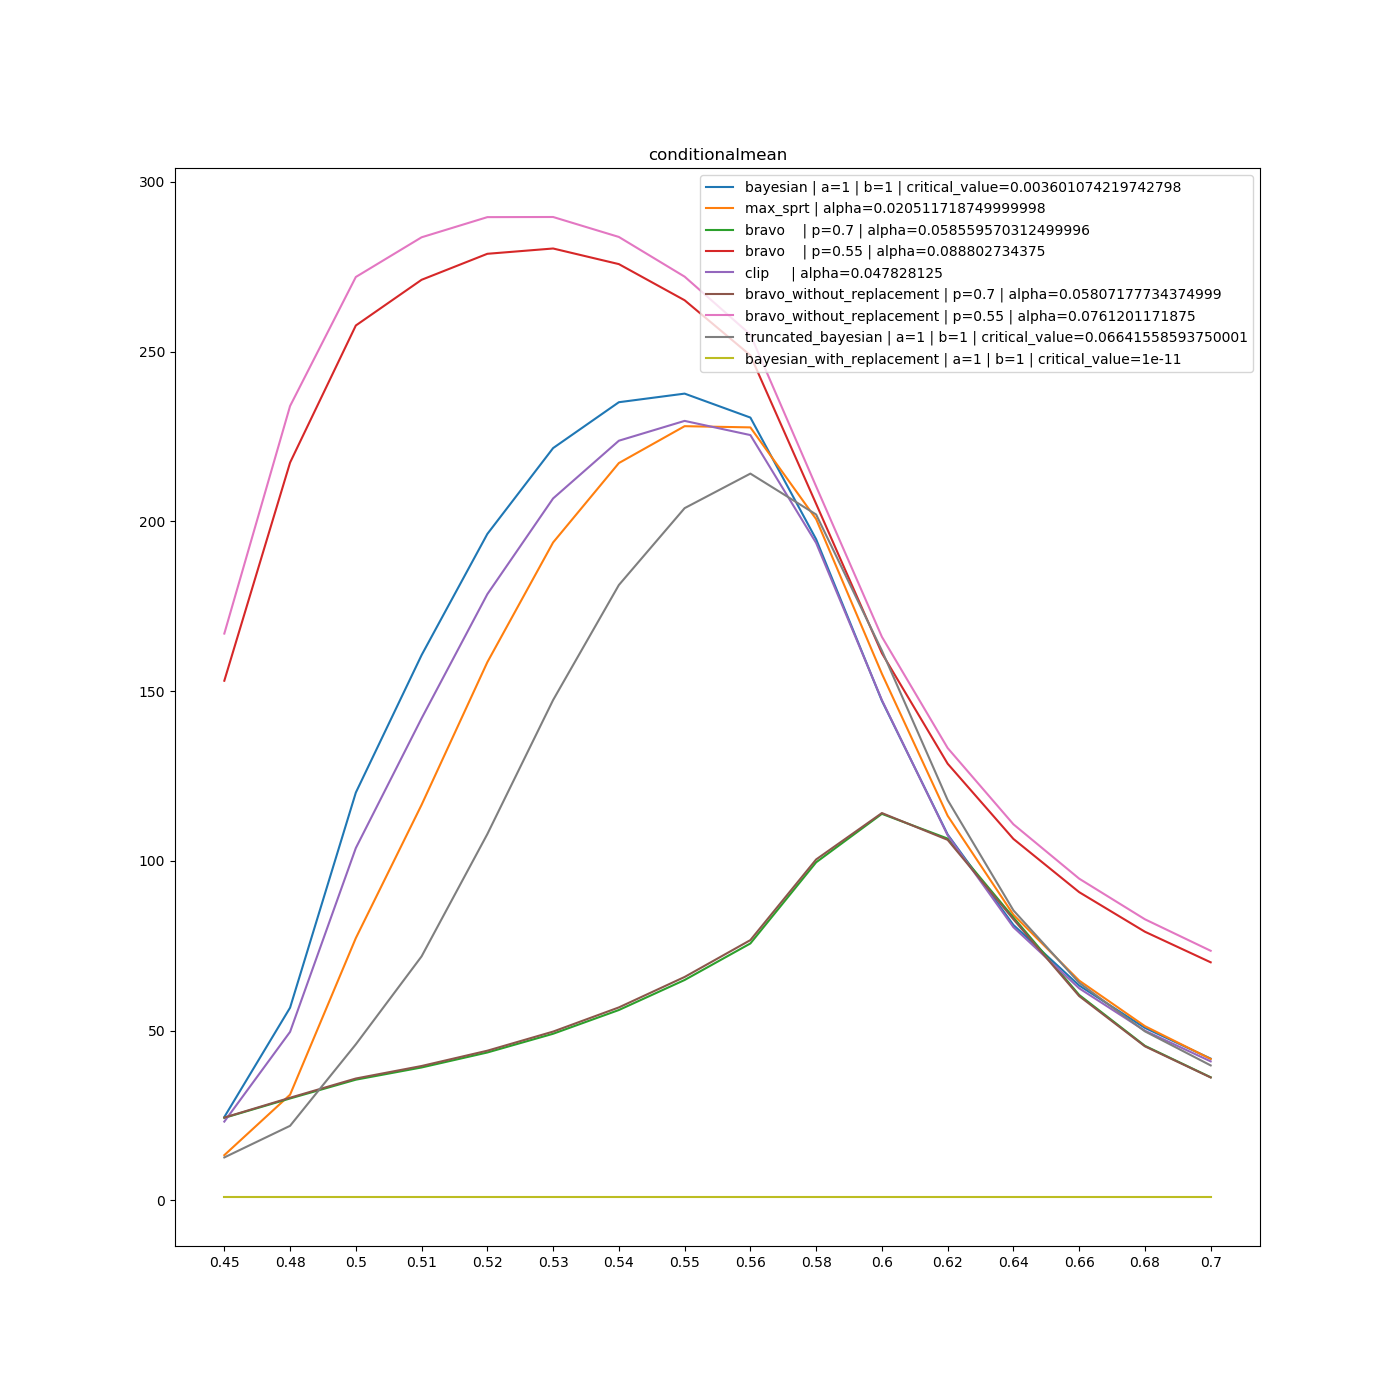 conditionalmean
300
250
200
150
100
50
0
bayesian | a=1 | b=1 | critical_value=0.003601074219742798
max_sprt | alpha=0.020511718749999998
bravo    | p=0.7 | alpha=0.058559570312499996
bravo    | p=0.55 | alpha=0.088802734375
clip     | alpha=0.047828125
bravo_without_replacement | p=0.7 | alpha=0.05807177734374999
bravo_without_replacement | p=0.55 | alpha=0.0761201171875
truncated_bayesian | a=1 | b=1 | critical_value=0.06641558593750001
bayesian_with_replacement | a=1 | b=1 | critical_value=1e-11
0.45 0.48 0.5 0.51 0.52 0.53 0.54 0.55 0.56 0.58 0.6 0.62 0.64 0.66 0.68 0.7